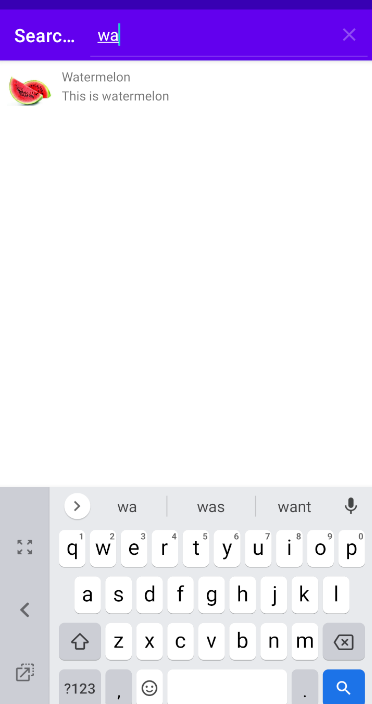 Searc... wa
Watermelon
This is watermelon
wa was want
q1 w2 e3 r4 t5 y6 u7 i8 o9 p0
a s d f g h j k l
z x c v b n m
?123 , .